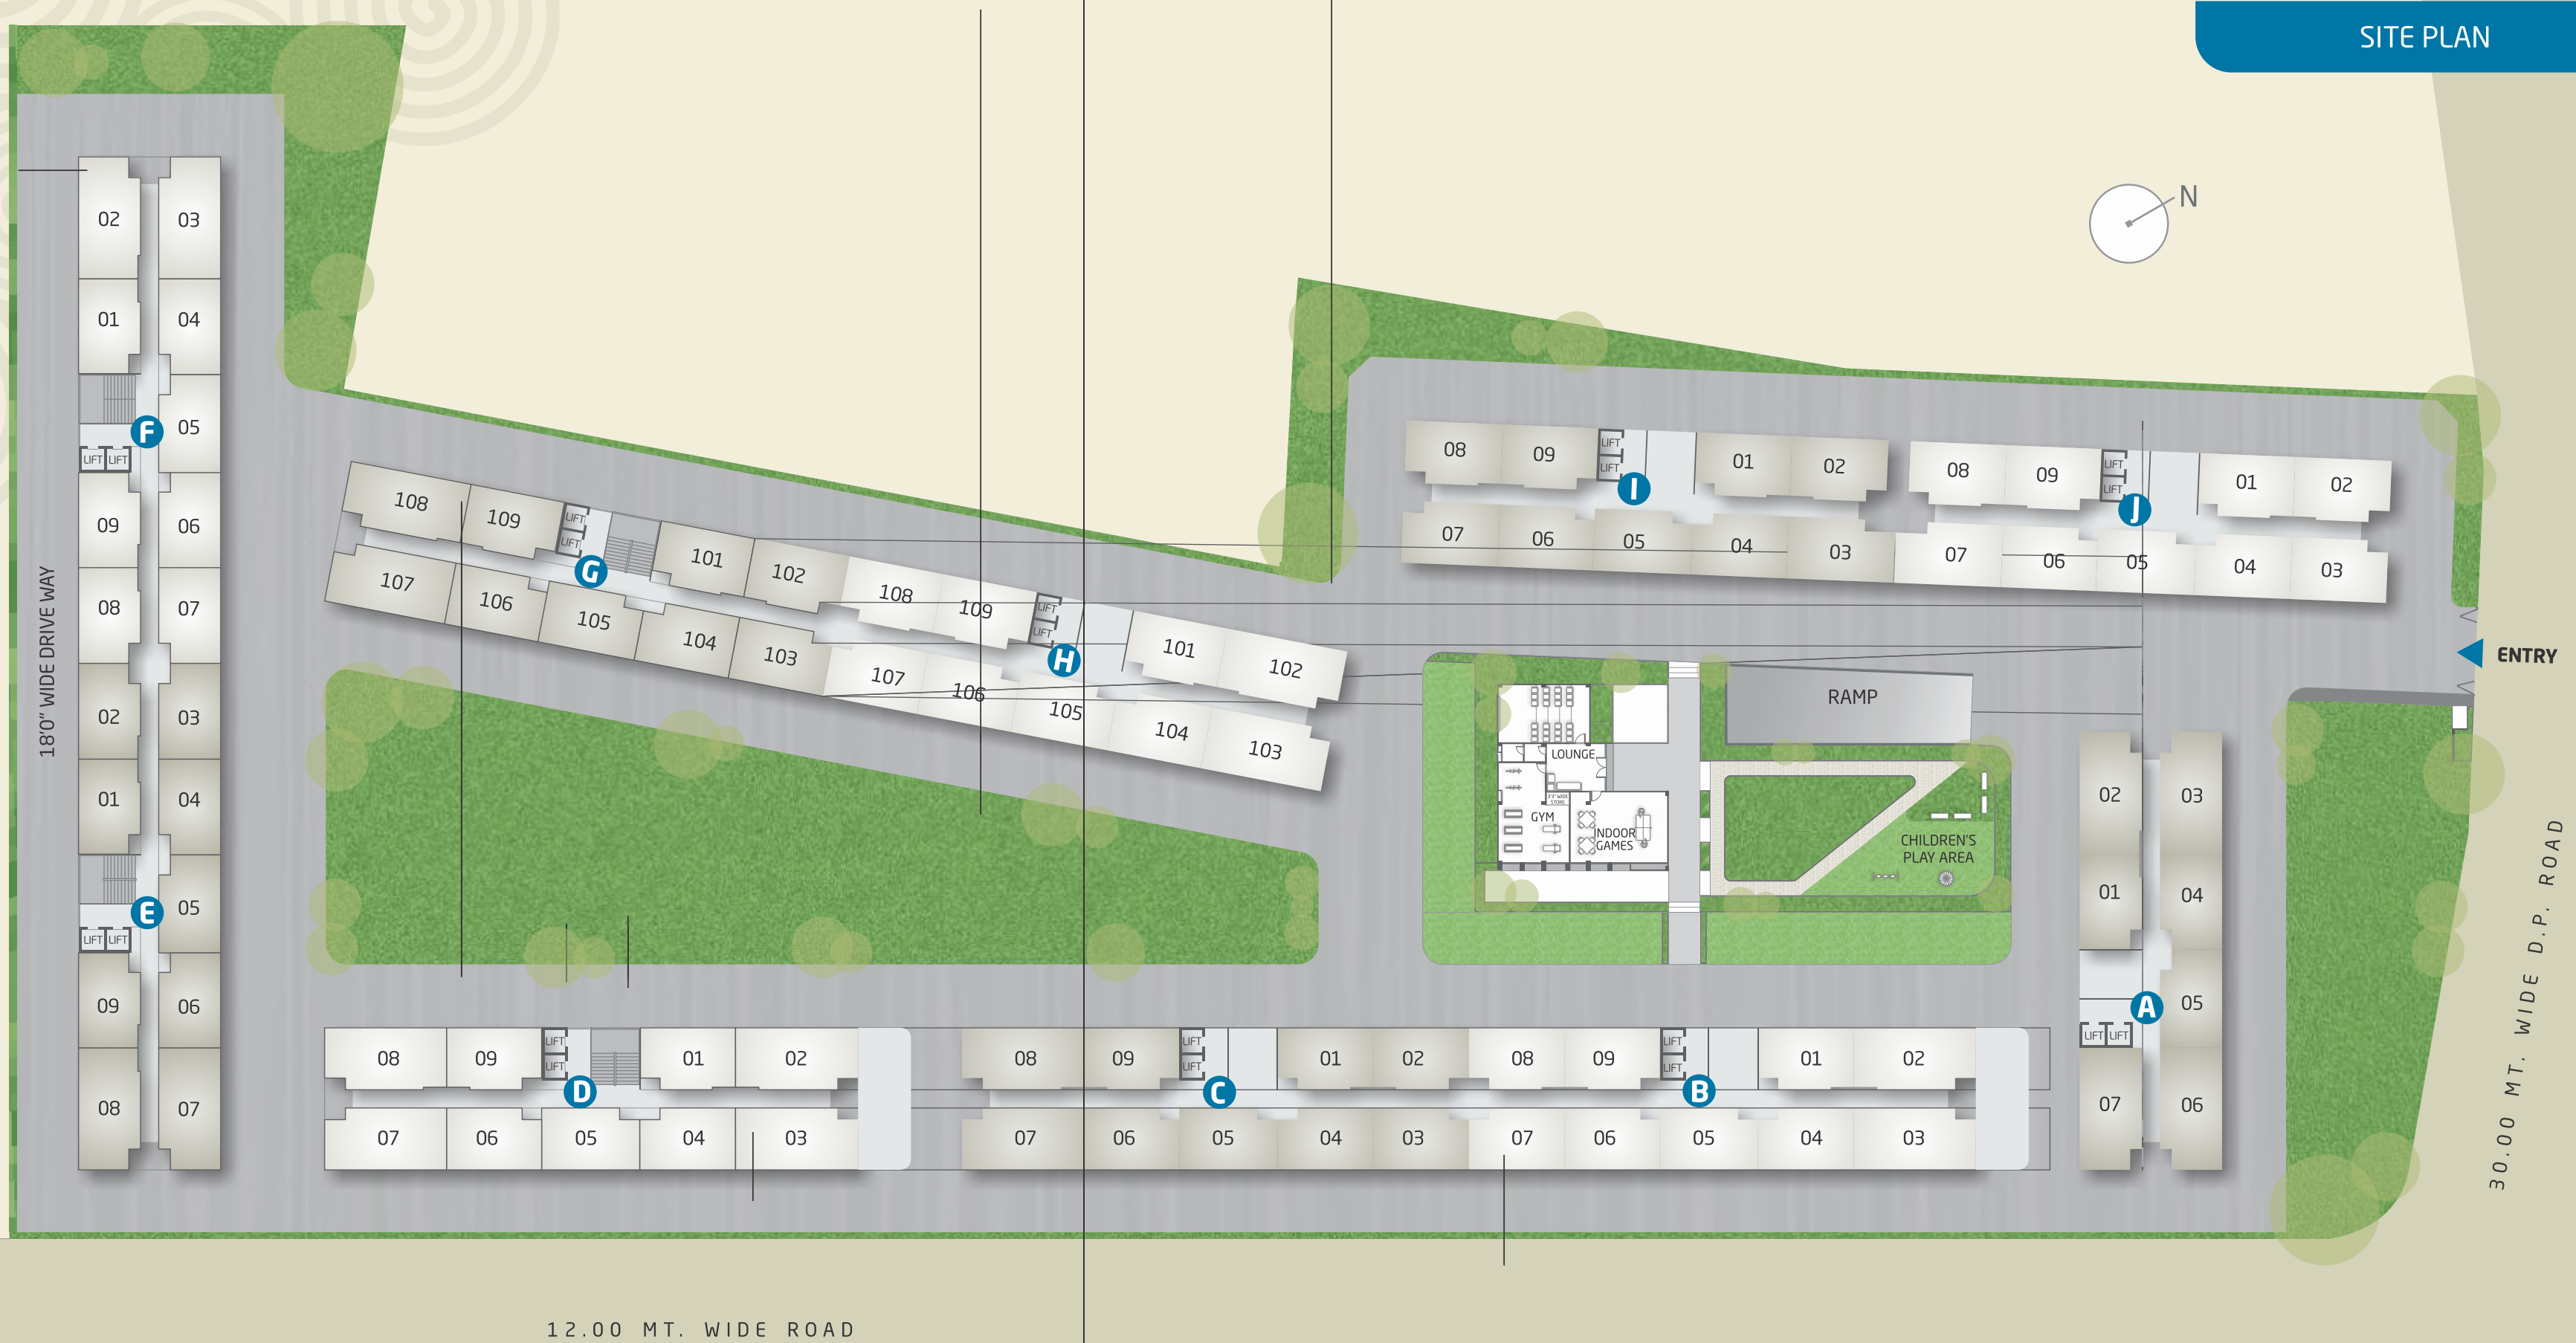 SITE PLAN
N
02 03
01 04
F 05
LIFT LIFT
09 06
08 07
02 03
01 04
E 05
LIFT LIFT
09 06
08 07
18'0" WIDE DRIVE WAY
108 109 LIFT LIFT 101 102
G
107 106 105 104 103
108 109 LIFT LIFT 101 102
H
107 106 105 104 103
08 09 LIFT LIFT 01 02
I
07 06 05 04 03
08 09 LIFT LIFT 01 02
J
07 06 05 04 03
ENTRY
RAMP
LOUNGE
3'3" WIDE
STORE
GYM
INDOOR
GAMES
CHILDREN'S
PLAY AREA
02 03
01 04
A 05
LIFT LIFT
07 06
30.00 MT. WIDE D.P. ROAD
08 09 LIFT LIFT 01 02
D
07 06 05 04 03
08 09 LIFT LIFT 01 02
C
07 06 05 04 03
08 09 LIFT LIFT 01 02
B
07 06 05 04 03
12.00 MT. WIDE ROAD